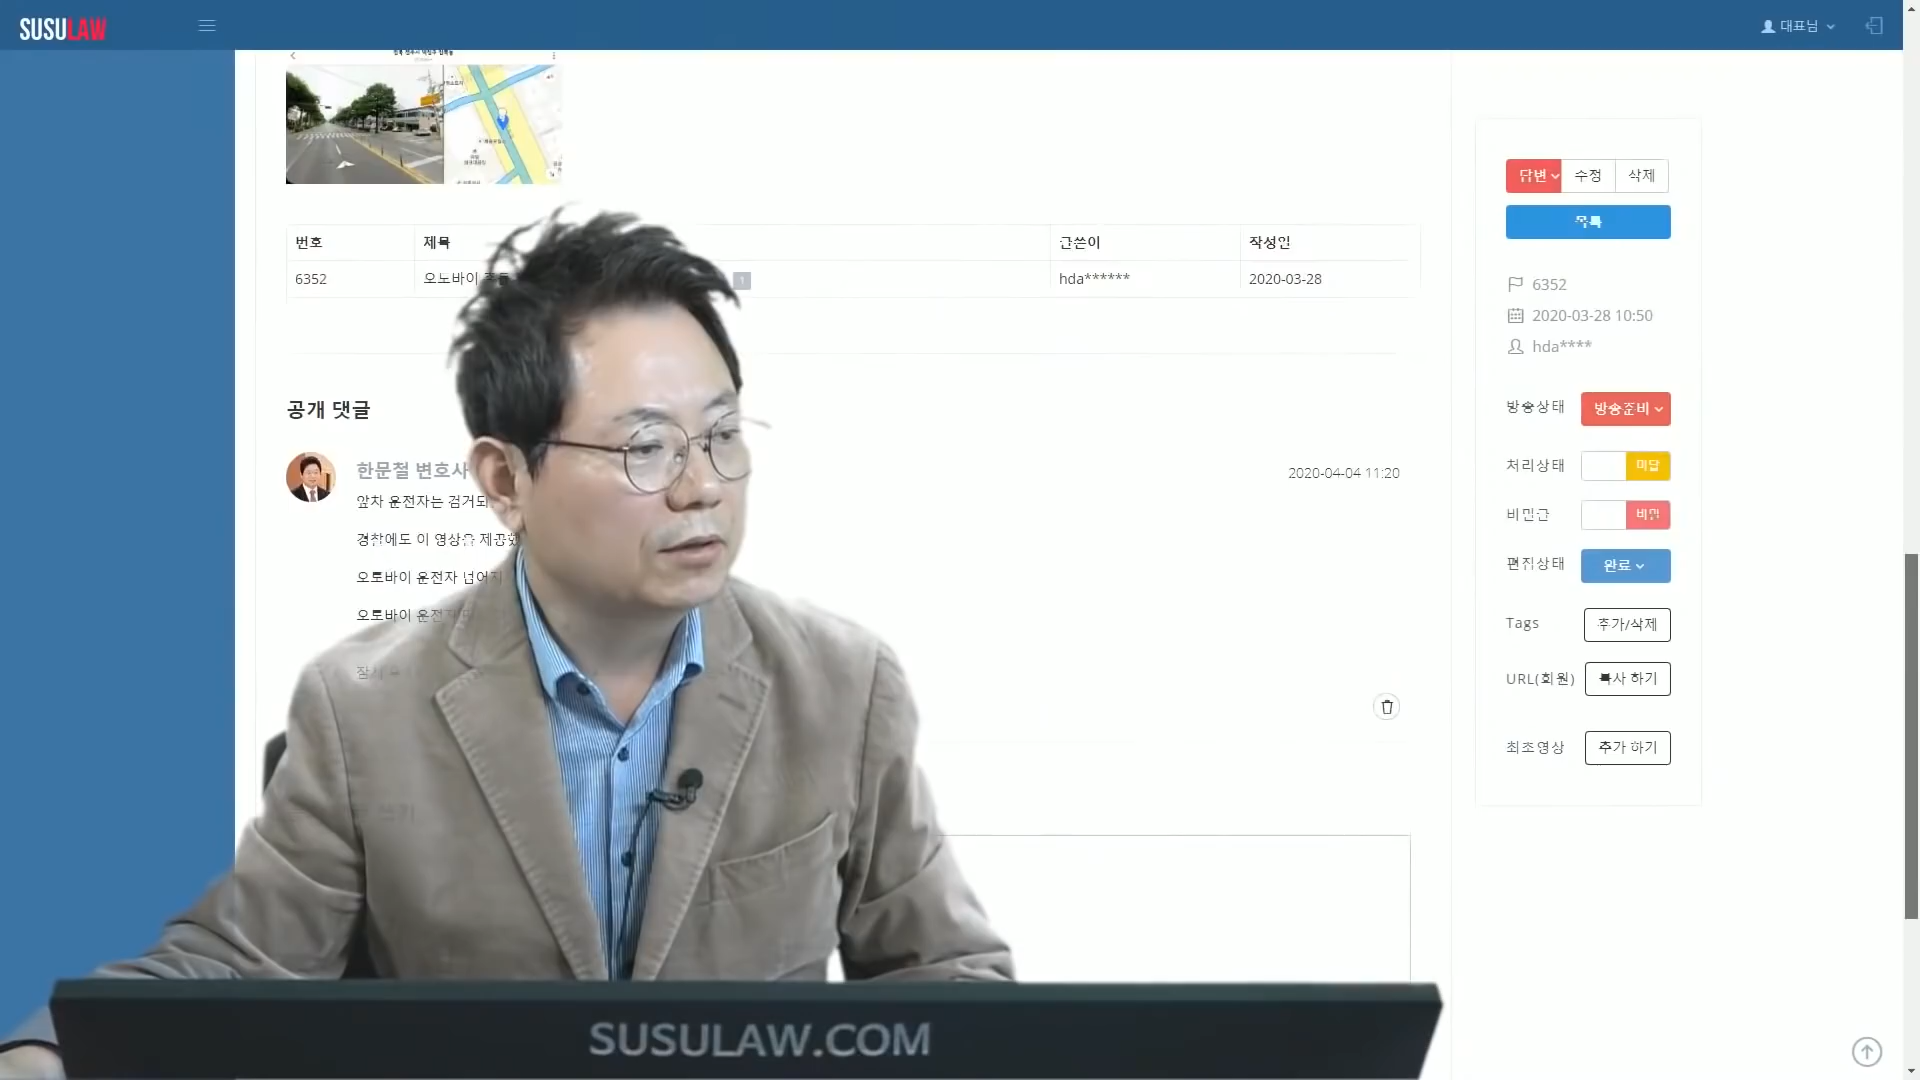 SUSULAW
대표님
답변
수정
삭제
목록
번호
제목
글쓴이
작성일
6352
오토바이
1
hda******
2020-03-28
6352
2020-03-28 10:50
hda****
공개 댓글
방송상태
방송준비
한문철 변호사
2020-04-04 11:20
앞차 운전자는 검거되
처리상태
미답
경찰에도 이 영상을 제공했
비밀글
비밀
오토바이 운전자 넘어지
편집상태
완료
오토바이 운전자
Tags
추가/삭제
URL(회원)
복사 하기
최초영상
추가 하기
SUSULAW.COM